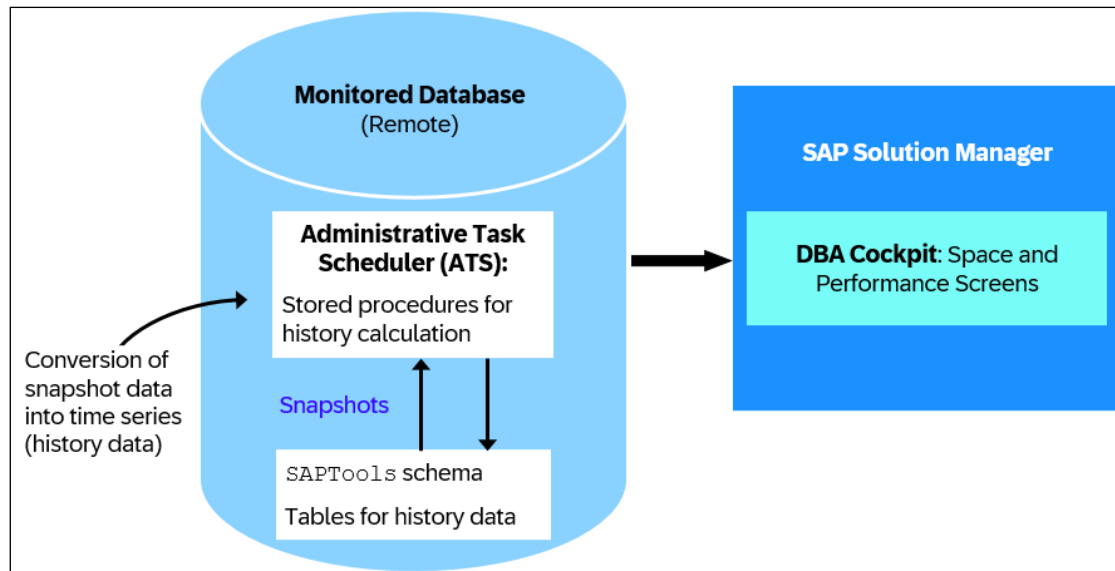 Monitored Database
(Remote)
SAP Solution Manager
Administrative Task
Scheduler (ATS):
Stored procedures for
history calculation
DBA Cockpit: Space and
Performance Screens
Conversion of
snapshot data
into time series
(history data)
Snapshots
SAPTools schema
Tables for history data